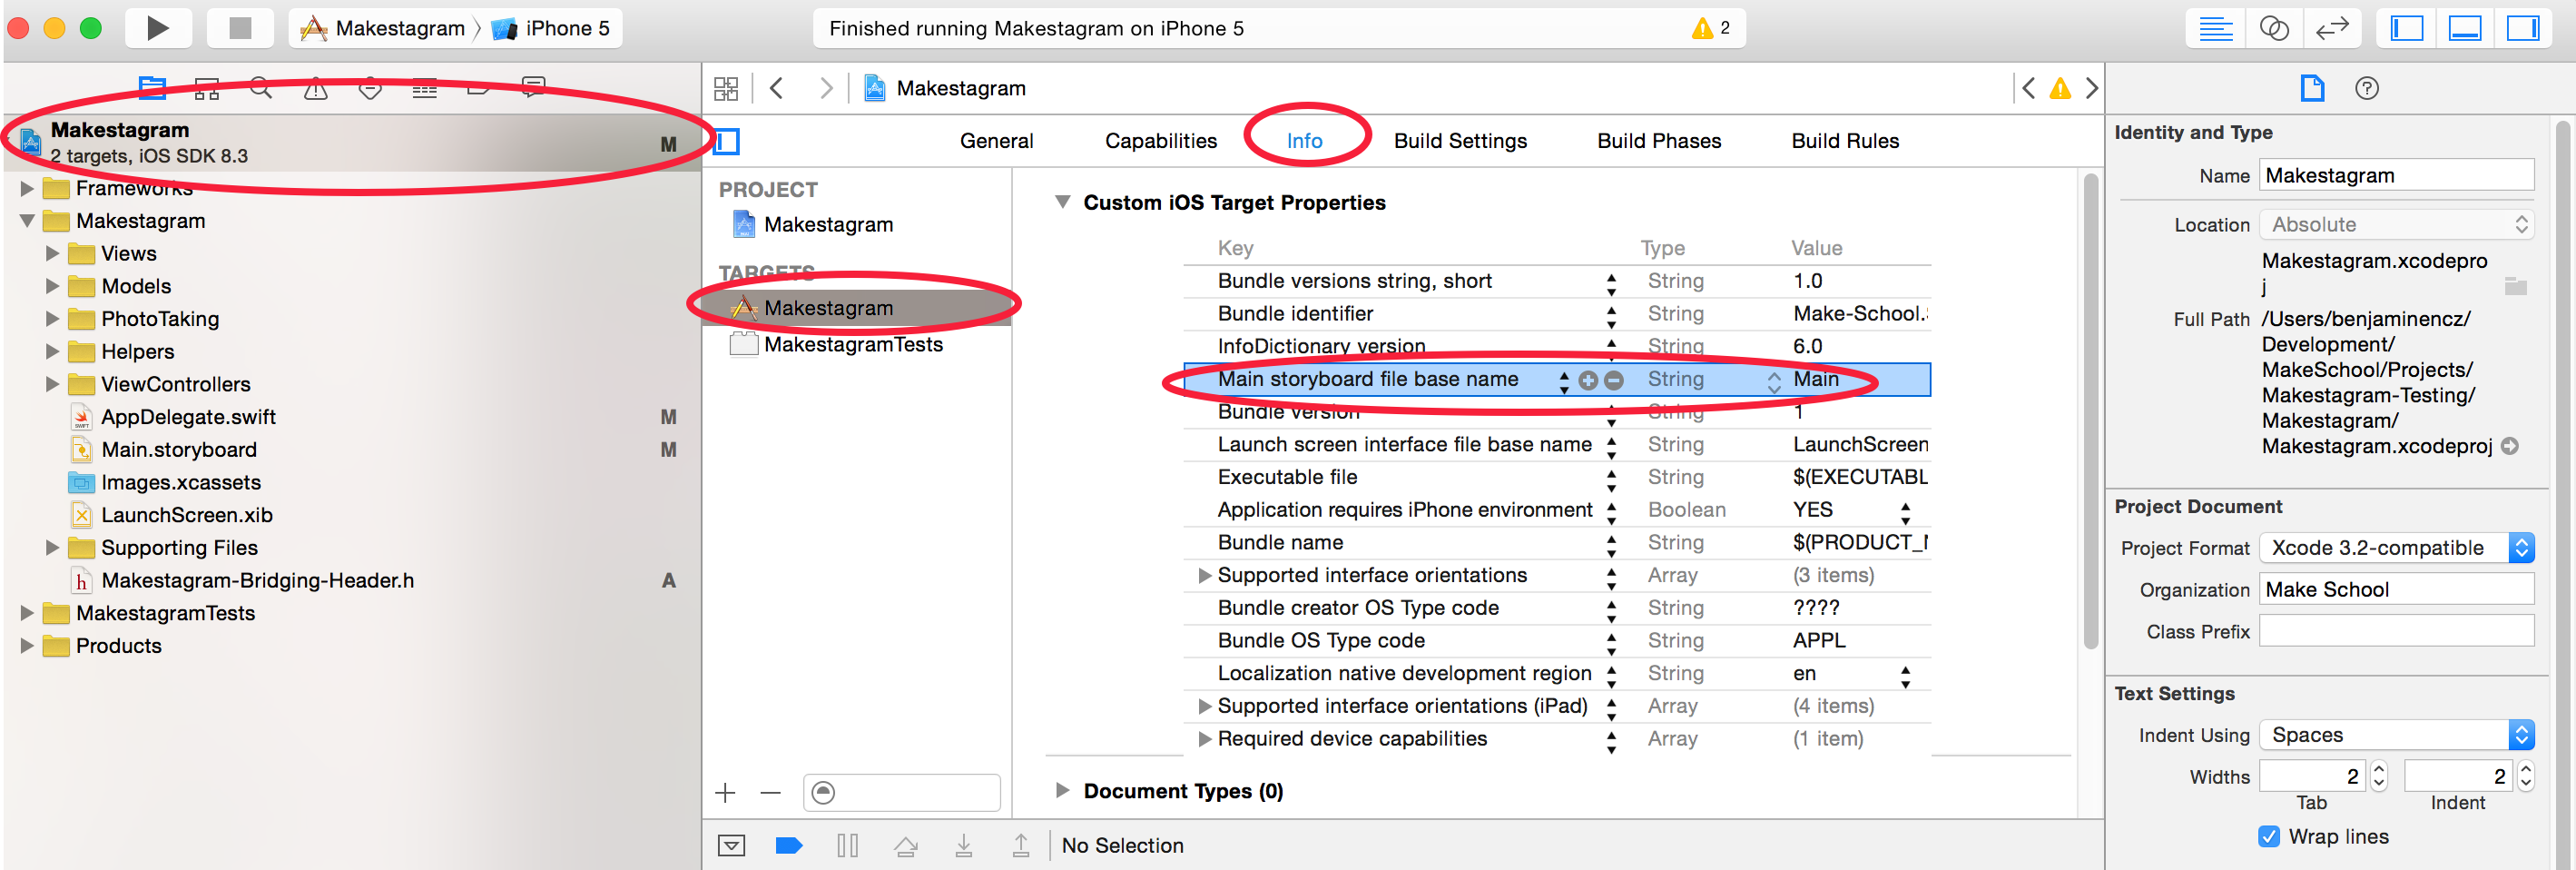 Makestagram
iPhone 5
Finished running Makestagram on iPhone 5
2
Makestagram
2 targets, iOS SDK 8.3
M
Frameworks
Makestagram
Views
Models
PhotoTaking
Helpers
ViewControllers
AppDelegate.swift
M
Main.storyboard
M
Images.xcassets
LaunchScreen.xib
Supporting Files
h
Makestagram-Bridging-Header.h
A
MakestagramTests
Products
Makestagram
General
Capabilities
Info
Build Settings
Build Phases
Build Rules
PROJECT
Makestagram
TARGETS
Makestagram
MakestagramTests
Custom iOS Target Properties
Key Type Value
Bundle versions string, short String 1.0
Bundle identifier String Make-School.
InfoDictionary version String 6.0
Main storyboard file base name String Main
Bundle version String 1
Launch screen interface file base name String LaunchScreen
Executable file String $(EXECUTABL
Application requires iPhone environment Boolean YES
Bundle name String $(PRODUCT_N
Supported interface orientations Array (3 items)
Bundle creator OS Type code String ????
Bundle OS Type code String APPL
Localization native development region String en
Supported interface orientations (iPad) Array (4 items)
Required device capabilities Array (1 item)
Document Types (0)
No Selection
?
Identity and Type
Name Makestagram
Location Absolute
Makestagram.xcodepro
j
Full Path /Users/benjaminencz/
Development/
MakeSchool/Projects/
Makestagram-Testing/
Makestagram/
Makestagram.xcodeproj
Project Document
Project Format Xcode 3.2-compatible
Organization Make School
Class Prefix
Text Settings
Indent Using Spaces
Widths 2 2
Tab Indent
Wrap lines